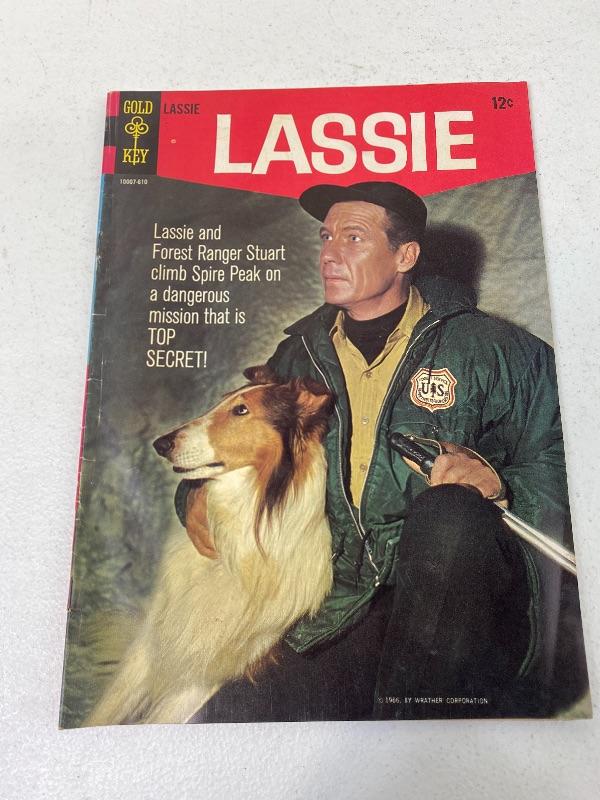 GOLD
KEY
LASSIE
12¢
LASSIE
10007-610
Lassie and
Forest Ranger Stuart
climb Spire Peak on
a dangerous
mission that is
TOP
SECRET!
U S
© 1966, BY WRATHER CORPORATION